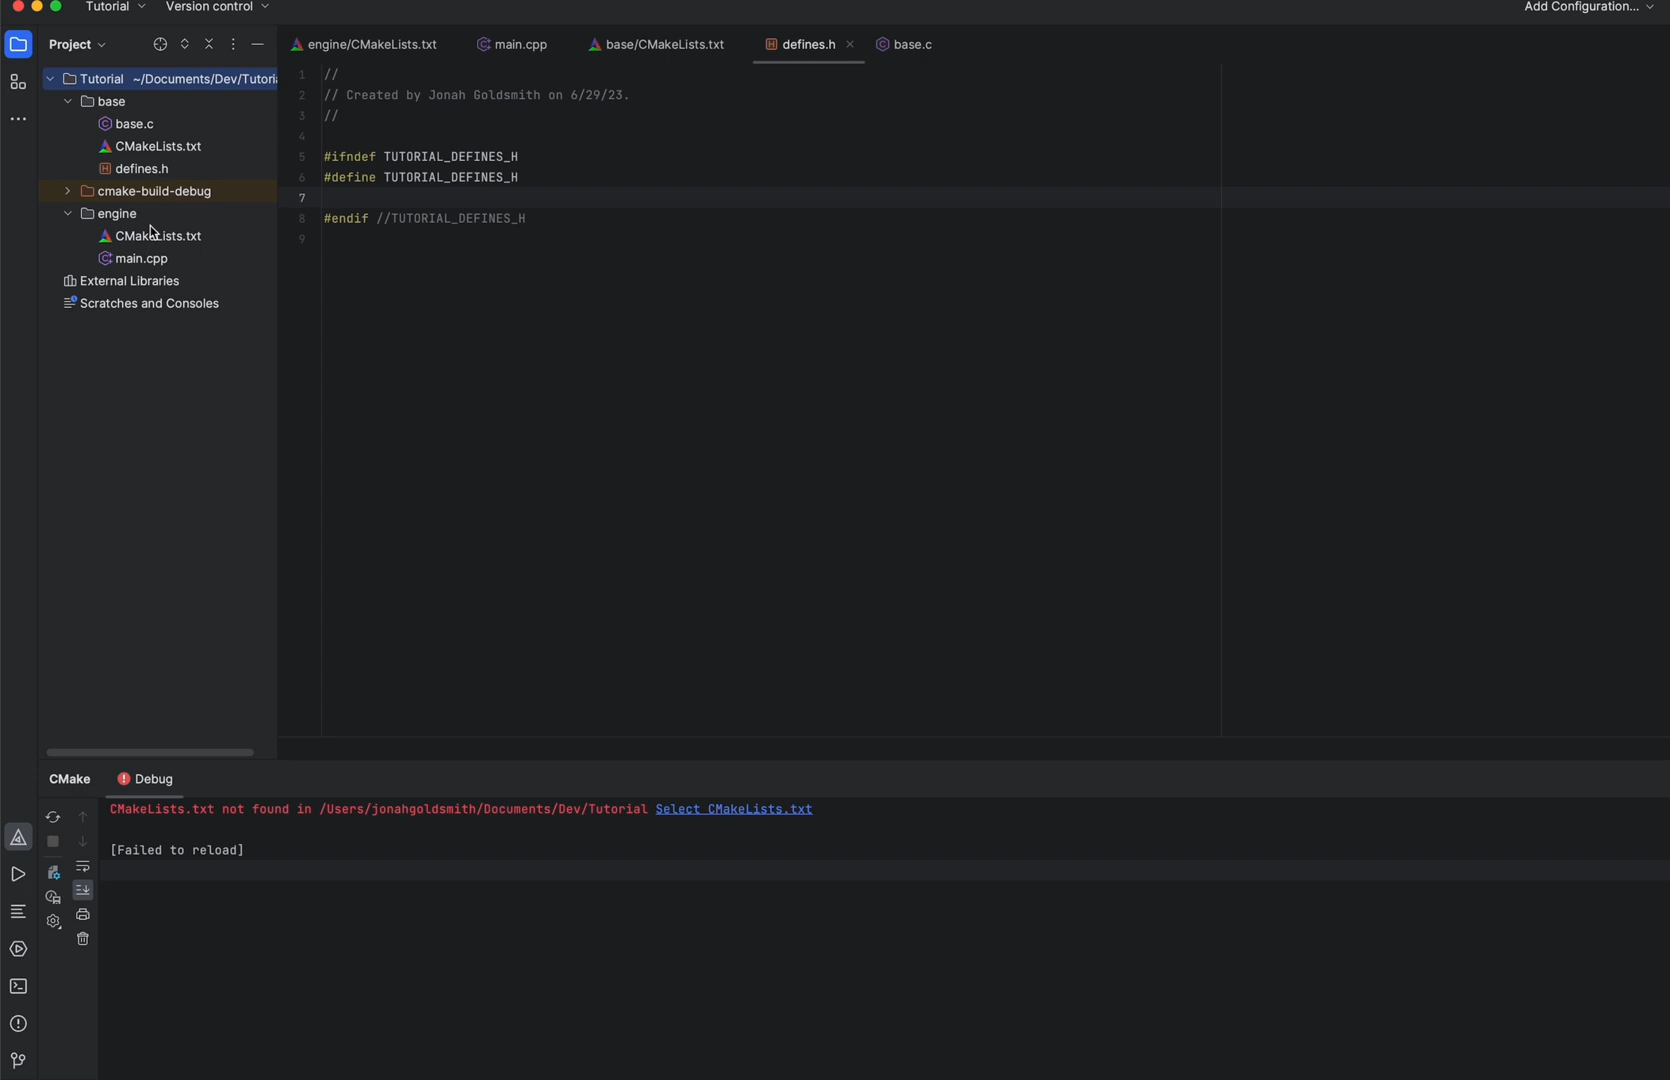 Tutorial Version control Add Configuration...
Project
engine/CMakeLists.txt main.cpp base/CMakeLists.txt defines.h base.c
Tutorial ~/Documents/Dev/Tutoria
base
base.c
CMakeLists.txt
defines.h
cmake-build-debug
engine
CMakeLists.txt
main.cpp
External Libraries
Scratches and Consoles
1 //
2 // Created by Jonah Goldsmith on 6/29/23.
3 //
4
5 #ifndef TUTORIAL_DEFINES_H
6 #define TUTORIAL_DEFINES_H
7
8 #endif //TUTORIAL_DEFINES_H
9
CMake Debug
CMakeLists.txt not found in /Users/jonahgoldsmith/Documents/Dev/Tutorial Select CMakeLists.txt
[Failed to reload]